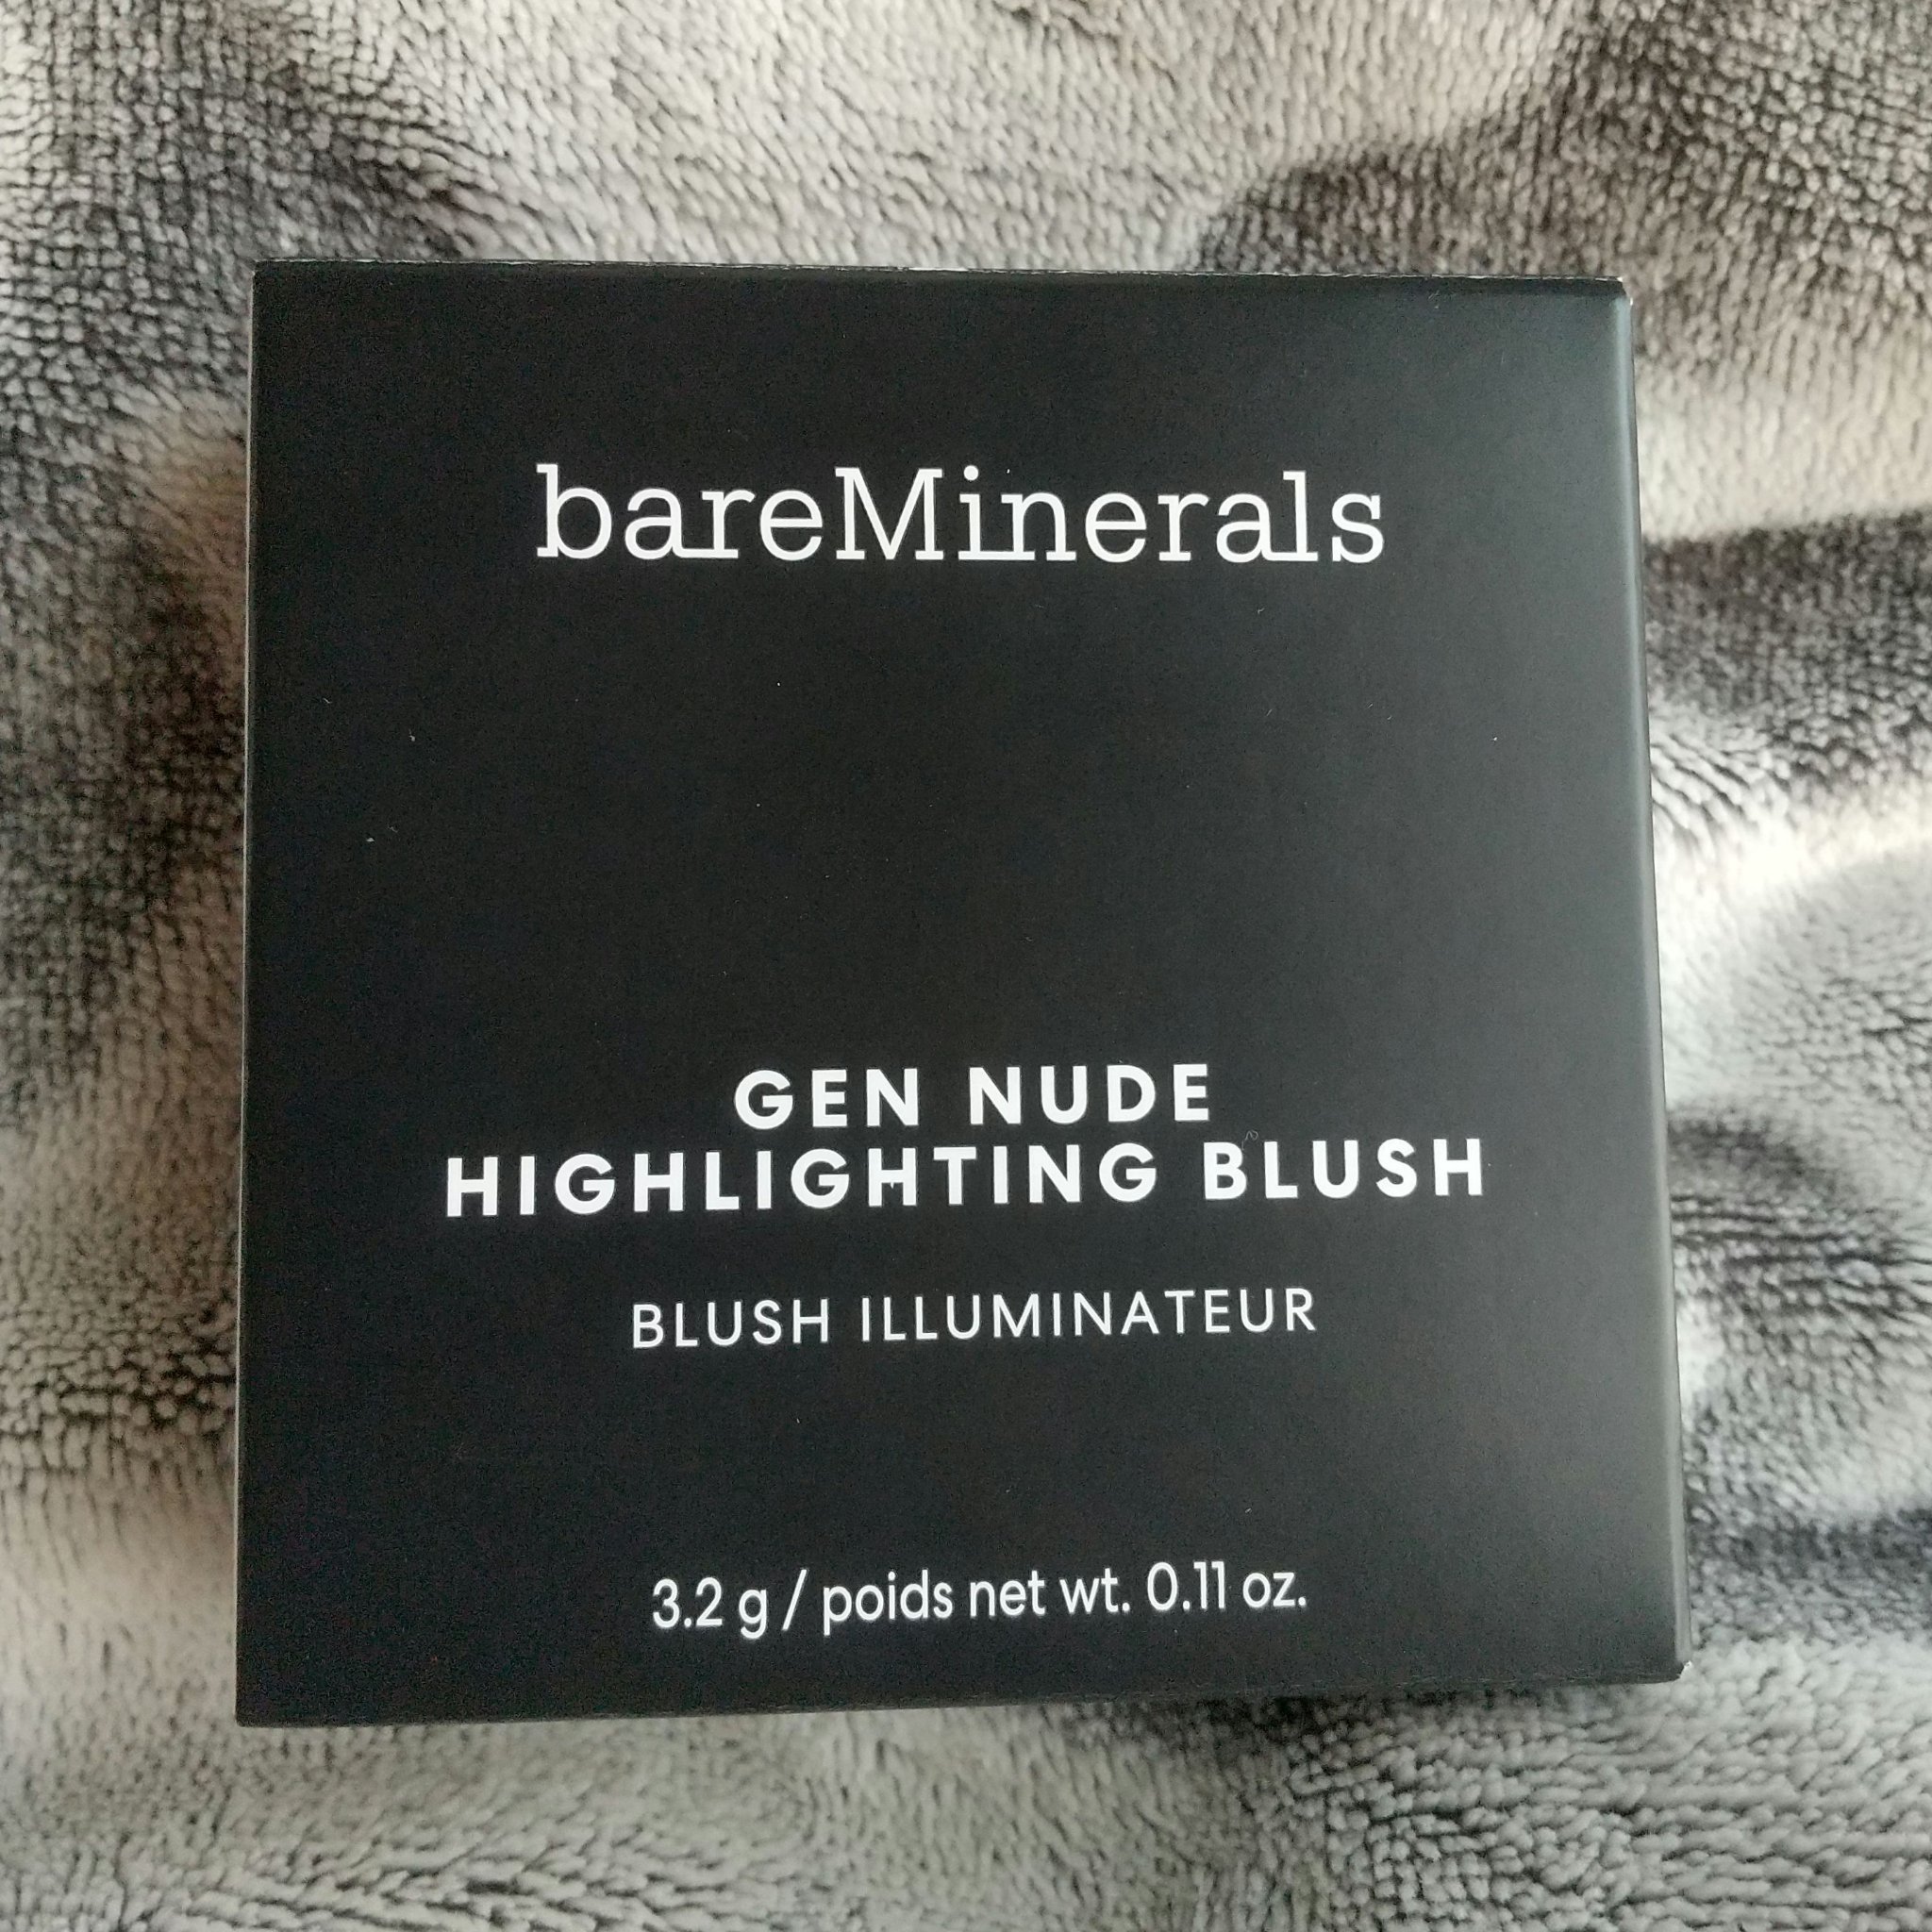 bareMinerals
GEN NUDE
HIGHLIGHTING BLUSH
BLUSH ILLUMINATEUR
3.2 g / poids net wt. 0.11 oz.